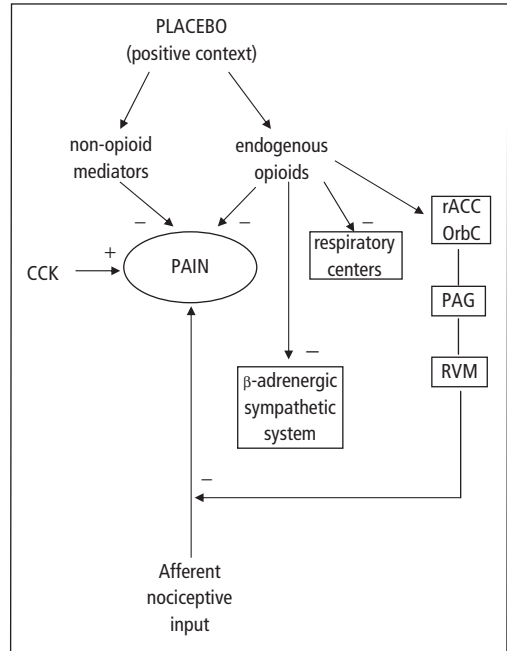 PLACEBO
(positive context)
non-opioid
mediators
endogenous
opioids
− − −
rACC
OrbC
respiratory
centers
+
CCK
PAIN
PAG
−
RVM
β-adrenergic
sympathetic
system
−
Afferent
nociceptive
input